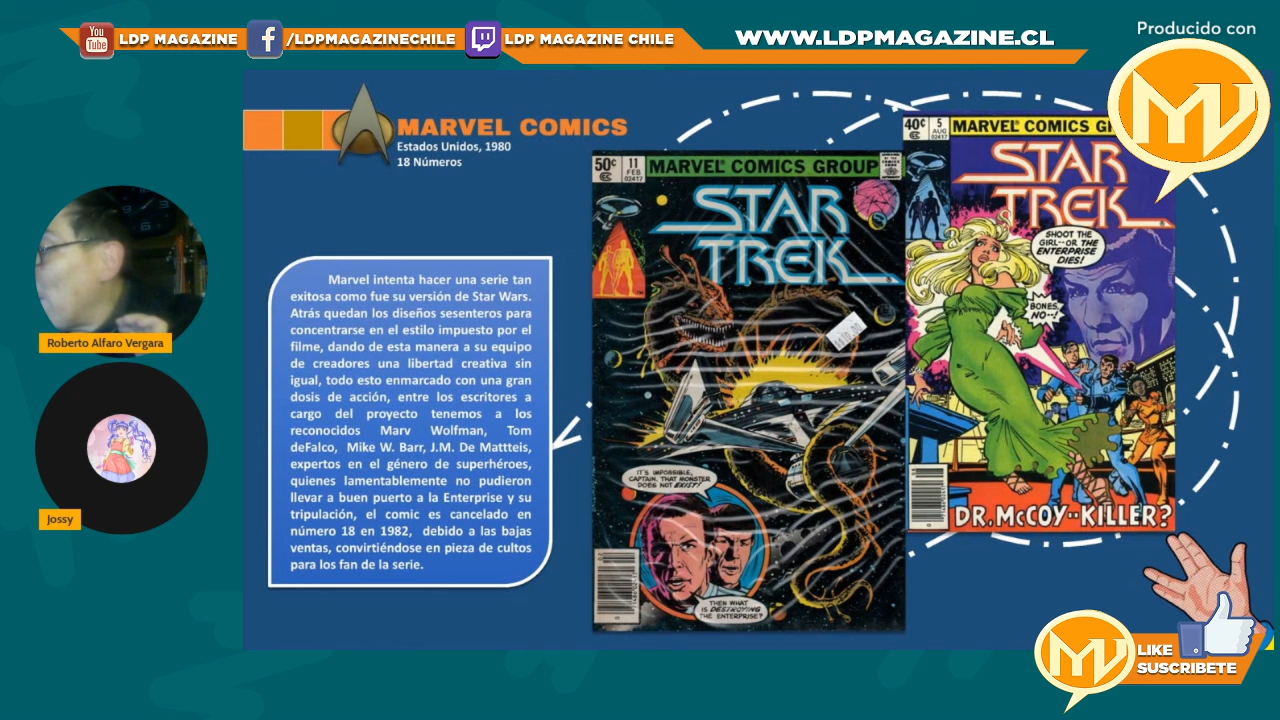 You
Tube
LDP MAGAZINE
/LDPMAGAZINECHILE
LDP MAGAZINE CHILE
WWW.LDPMAGAZINE.CL
Producido con
MV
MARVEL COMICS
Estados Unidos, 1980
18 Números
Marvel intenta hacer una serie tan
exitosa como fue su versión de Star Wars.
Atrás quedan los diseños sesenteros para
concentrarse en el estilo impuesto por el
filme, dando de esta manera a su equipo
de creadores una libertad creativa sin
igual, todo esto enmarcado con una gran
dosis de acción, entre los escritores a
cargo del proyecto tenemos a los
reconocidos Marv Wolfman, Tom
deFalco, Mike W. Barr, J.M. De Mattteis,
expertos en el género de superhéroes,
quienes lamentablemente no pudieron
llevar a buen puerto a la Enterprise y su
tripulación, el comic es cancelado en
número 18 en 1982, debido a las bajas
ventas, convirtiéndose en pieza de cultos
para los fan de la serie.
50¢
11
FEB
02417
MARVEL COMICS GROUP
STAR
TREK
IT'S IMPOSSIBLE,
CAPTAIN. THAT MONSTER
DOES NOT EXIST!
THEN WHAT
IS DESTROYING
THE ENTERPRISE?
40¢
5
AUG
02417
MARVEL COMICS GR
STAR
TREK
SHOOT THE
GIRL--OR THE
ENTERPRISE
DIES!
BONES,
NO--!
DR. McCOY--KILLER?
Roberto Alfaro Vergara
Jossy
MV
LIKE
SUSCRIBETE